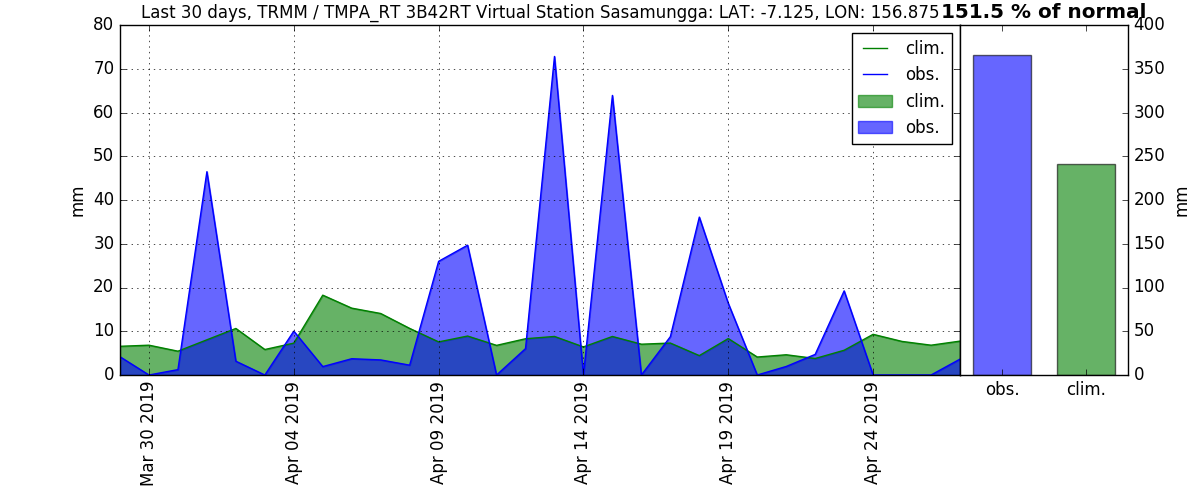 Last 30 days, TRMM / TMPA_RT 3B42RT Virtual Station Sasamungga: LAT: -7.125, LON: 156.875
151.5 % of normal
mm
80
70
60
50
40
30
20
10
0
clim.
obs.
clim.
obs.
Mar 30 2019
Apr 04 2019
Apr 09 2019
Apr 14 2019
Apr 19 2019
Apr 24 2019
400
350
300
250
200
150
100
50
0
mm
obs. clim.